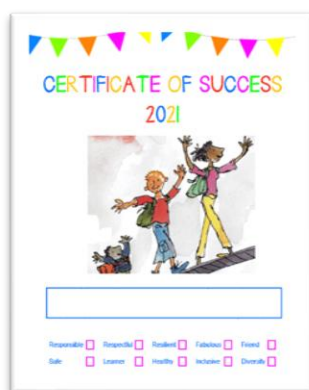 CERTIFICATE OF SUCCESS
2021
Responsible Respectful Resilient Fabulous Friend
Safe Learner Healthy Inclusive Diversity